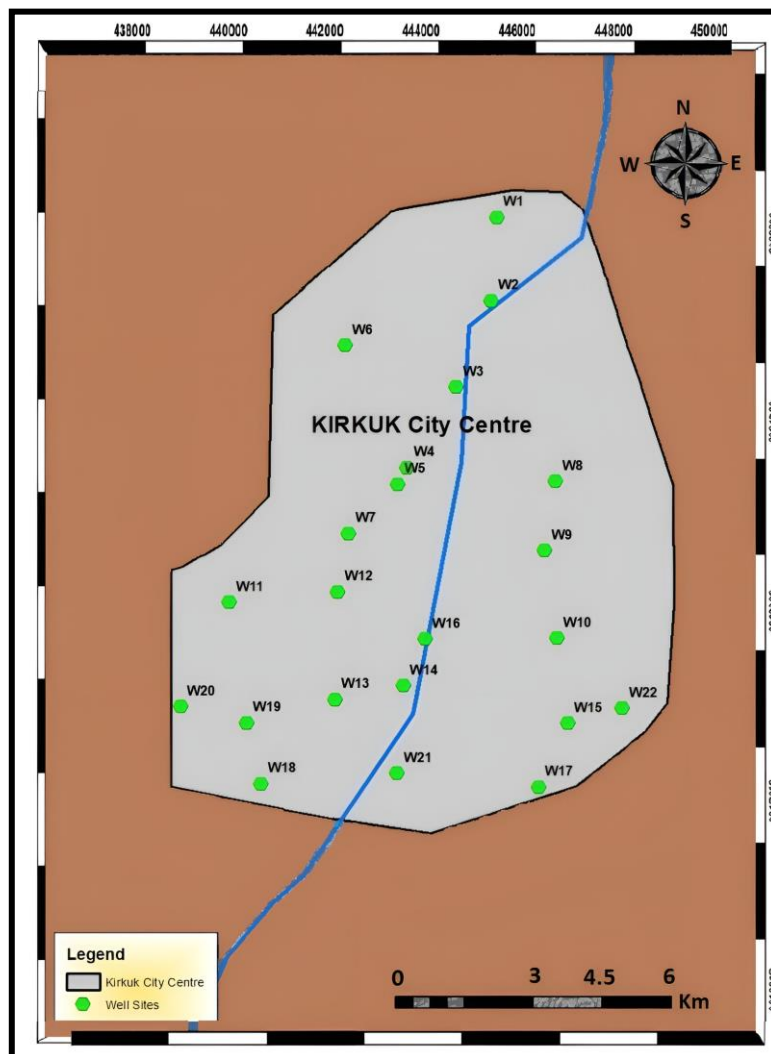 438000 440000 442000 444000 446000 448000 450000
N
W E
S
W1
W2
W6
W3
KIRKUK City Centre
W4
W5
W8
W7
W9
W12
W11
W16
W10
W14
W13
W20
W19
W15
W22
W21
W18
W17
Legend
Kirkuk City Centre
Well Sites
0 3 4.5 6
Km